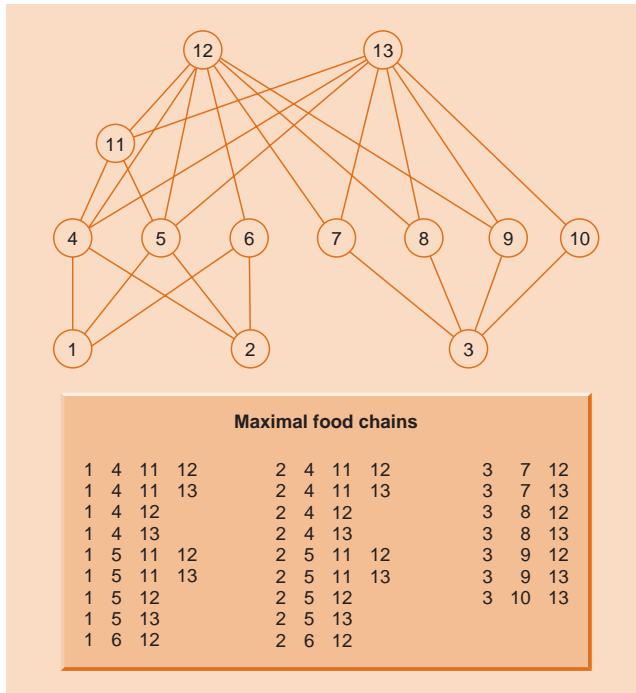 12 13
11
4 5 6 7 8 9 10
1 2 3
Maximal food chains
1 4 11 12 2 4 11 12 3 7 12
1 4 11 13 2 4 11 13 3 7 13
1 4 12 2 4 12 3 8 12
1 4 13 2 4 13 3 8 13
1 5 11 12 2 5 11 12 3 9 12
1 5 11 13 2 5 11 13 3 9 13
1 5 12 2 5 12 3 10 13
1 5 13 2 5 13
1 6 12 2 6 12